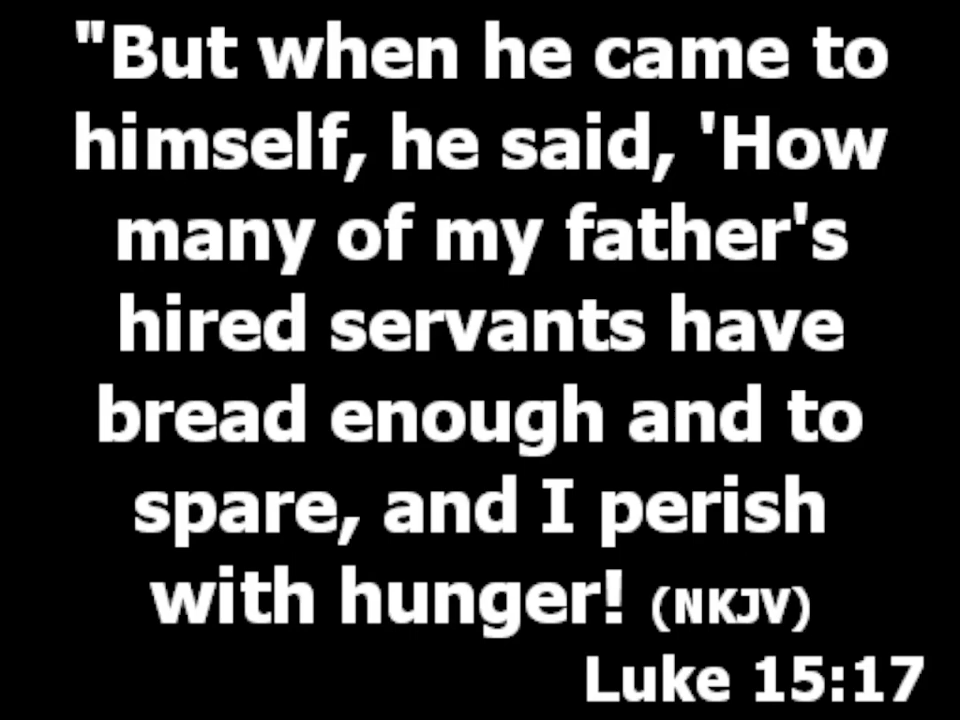 "But when he came to
himself, he said, 'How
many of my father's
hired servants have
bread enough and to
spare, and I perish
with hunger! (NKJV)
Luke 15:17